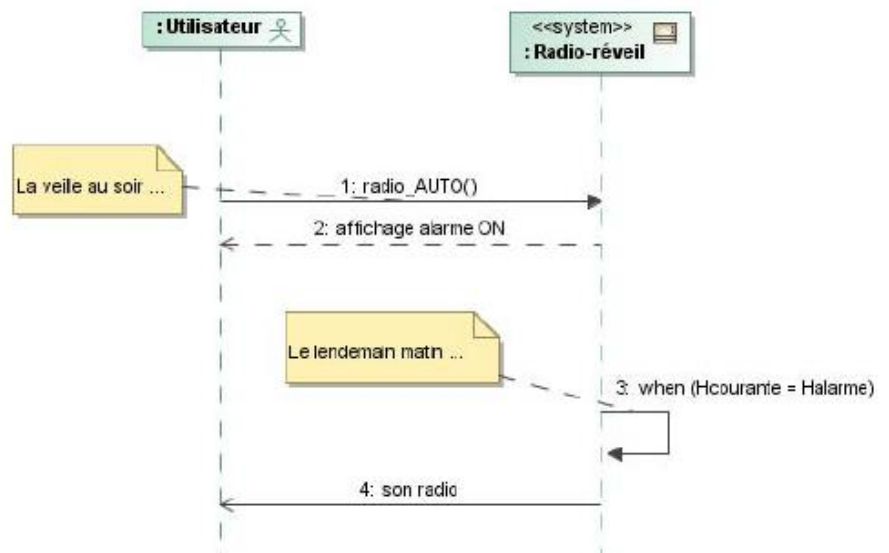 : Utilisateur
<<system>>
: Radio-réveil
La veille au soir ...
1: radio_AUTO()
2: affichage alarme ON
Le lendemain matin ...
3: when (Hcourante = Halarme)
4: son radio